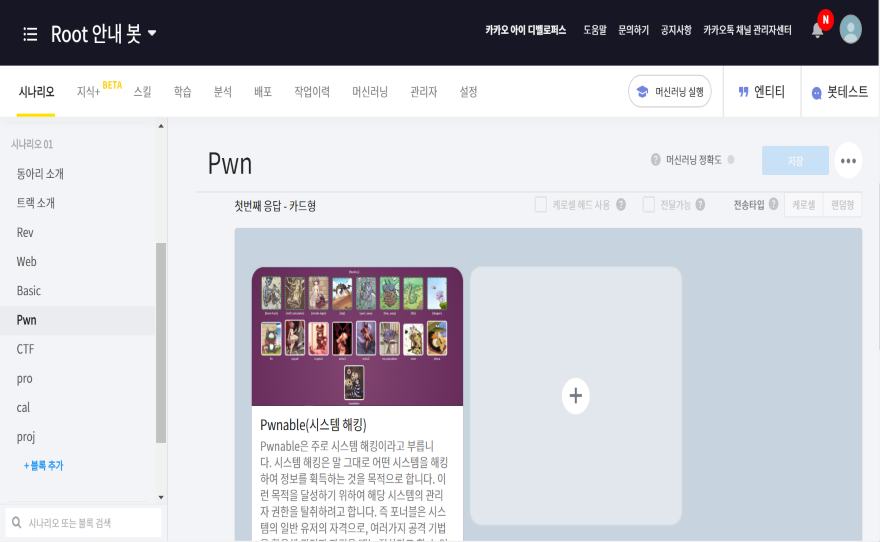 Root 안내 봇
카카오 아이 디벨로퍼스 도움말 문의하기 공지사항 카카오톡 채널 관리자센터 N
시나리오 지식+ BETA 스킬 학습 분석 배포 작업이력 머신러닝 관리자 설정 머신러닝 실행 엔티티 봇테스트
시나리오 01
동아리 소개
트랙 소개
Rev
Web
Basic
Pwn
CTF
pro
cal
proj
+ 블록 추가
시나리오 또는 블록 검색
Pwn
? 머신러닝 정확도 저장
첫번째 응답 - 카드형 케로셀 헤드 사용 ? 전달가능 ? 전송타입 ? 케로셀 랜덤형
Pwnable(시스템 해킹)
Pwnable은 주로 시스템 해킹이라고 부릅니
다. 시스템 해킹은 말 그대로 어떤 시스템을 해킹
하여 정보를 획득하는 것을 목적으로 합니다. 이
런 목적을 달성하기 위하여 해당 시스템의 관리
자 권한을 탈취하려고 합니다. 즉 포너블은 시스
템의 일반 유저의 자격으로, 여러가지 공격 기법